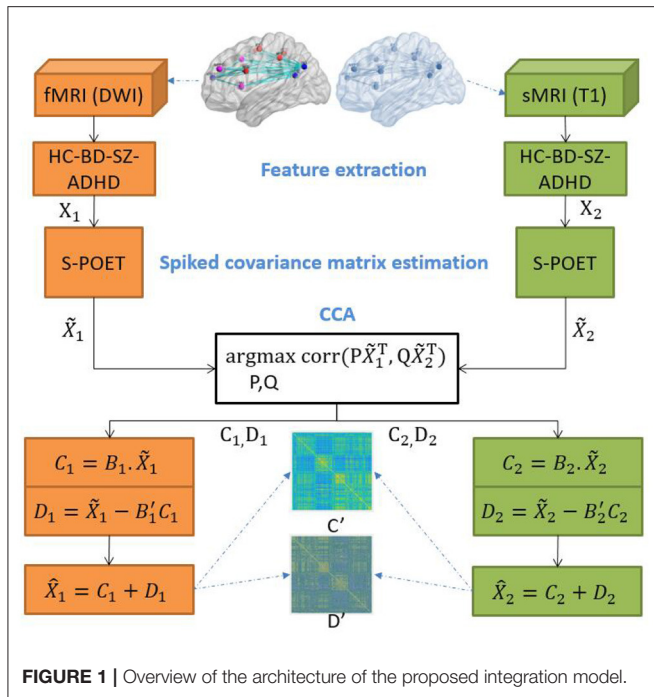 fMRI (DWI)
sMRI (T1)
HC-BD-SZ-
ADHD
Feature extraction
HC-BD-SZ-
ADHD
X₁
X₂
S-POET
Spiked covariance matrix estimation
S-POET
X̃₁
CCA
X̃₂
argmax corr(PX̃₁ᵀ, QX̃₂ᵀ)
P,Q
C₁,D₁
C₂,D₂
C₁ = B₁. X̃₁
C₂ = B₂. X̃₂
D₁ = X̃₁ − B₁′C₁
C'
D₂ = X̃₂ − B₂′C₂
X̂₁ = C₁ + D₁
X̂₂ = C₂ + D₂
D'
FIGURE 1 | Overview of the architecture of the proposed integration model.